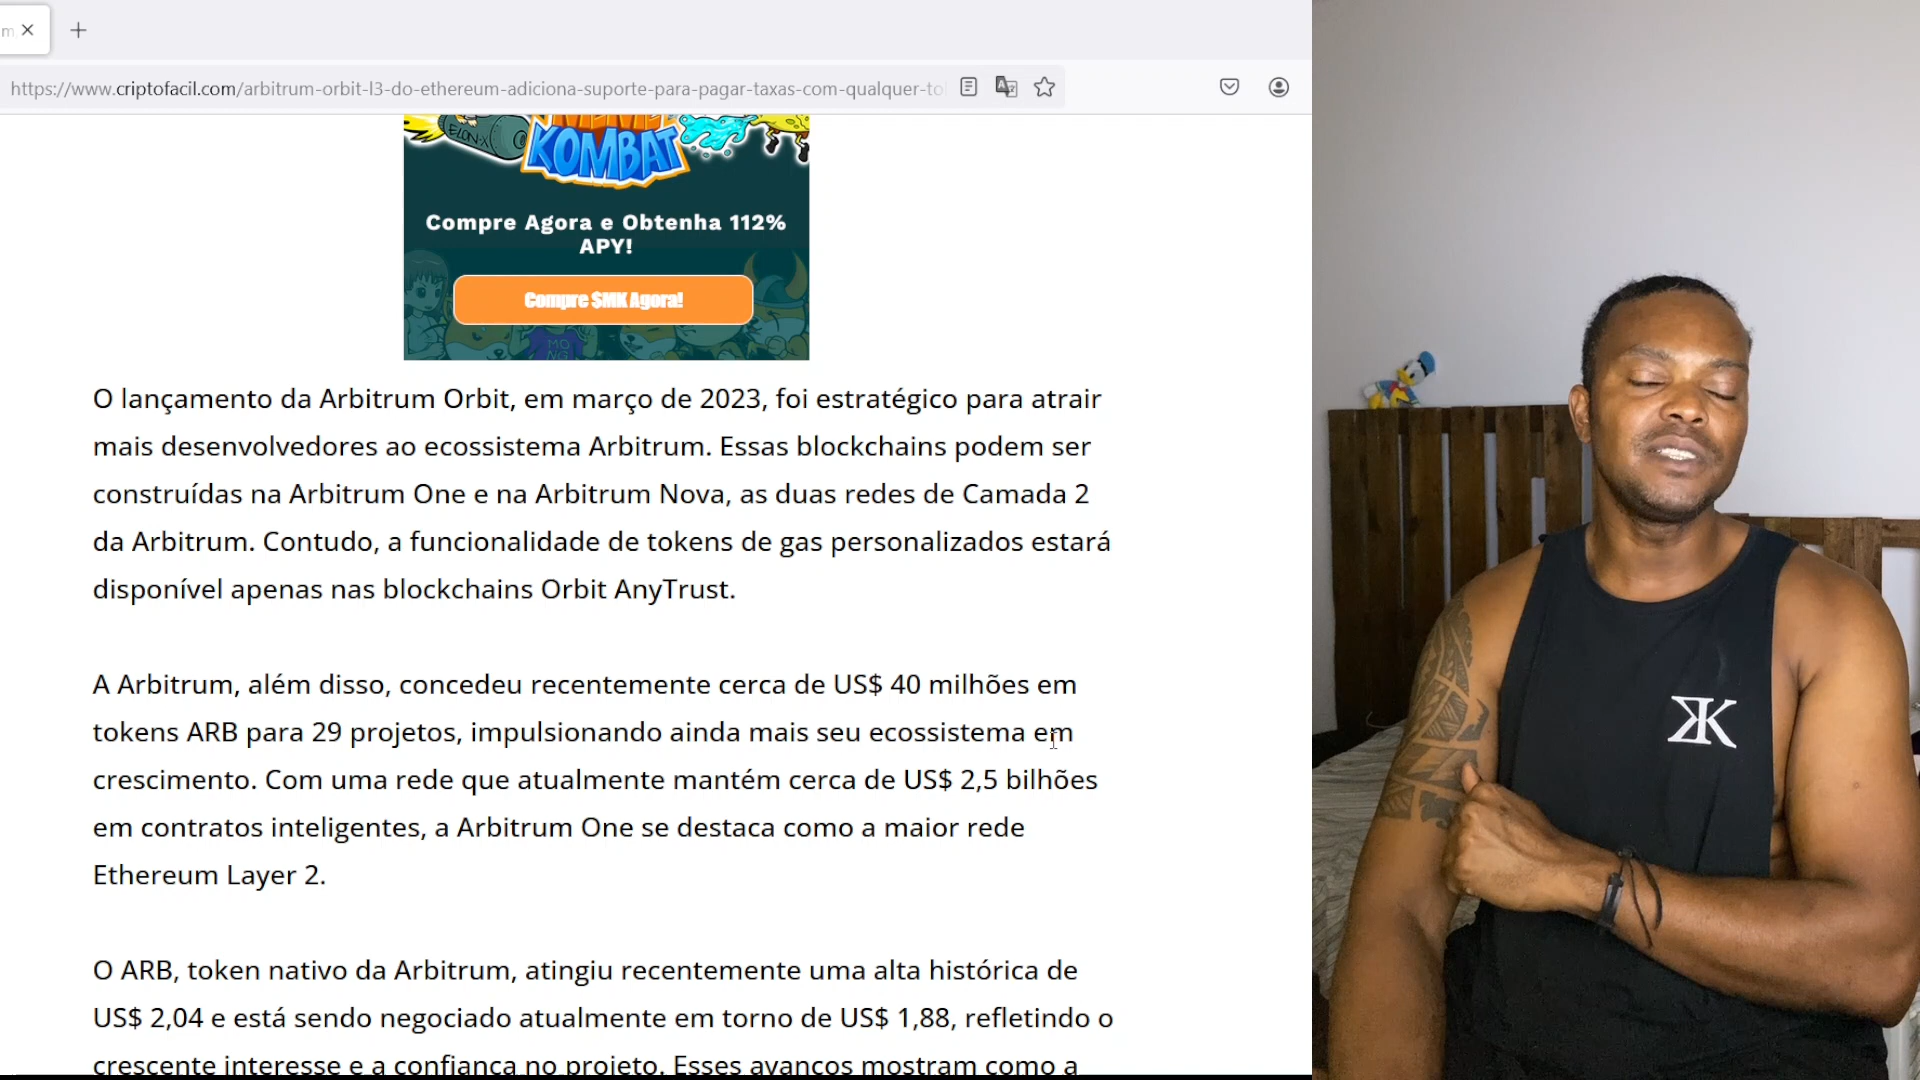 m
https://www.criptofacil.com/arbitrum-orbit-l3-do-ethereum-adiciona-suporte-para-pagar-taxas-com-qualquer-to
ELON-X
KOMBAT
Compre Agora e Obtenha 112%
APY!
Compre $MK Agora!
MO
NG
O lançamento da Arbitrum Orbit, em março de 2023, foi estratégico para atrair
mais desenvolvedores ao ecossistema Arbitrum. Essas blockchains podem ser
construídas na Arbitrum One e na Arbitrum Nova, as duas redes de Camada 2
da Arbitrum. Contudo, a funcionalidade de tokens de gas personalizados estará
disponível apenas nas blockchains Orbit AnyTrust.
A Arbitrum, além disso, concedeu recentemente cerca de US$ 40 milhões em
tokens ARB para 29 projetos, impulsionando ainda mais seu ecossistema em
crescimento. Com uma rede que atualmente mantém cerca de US$ 2,5 bilhões
em contratos inteligentes, a Arbitrum One se destaca como a maior rede
Ethereum Layer 2.
O ARB, token nativo da Arbitrum, atingiu recentemente uma alta histórica de
US$ 2,04 e está sendo negociado atualmente em torno de US$ 1,88, refletindo o
crescente interesse e a confiança no projeto. Esses avanços mostram como a